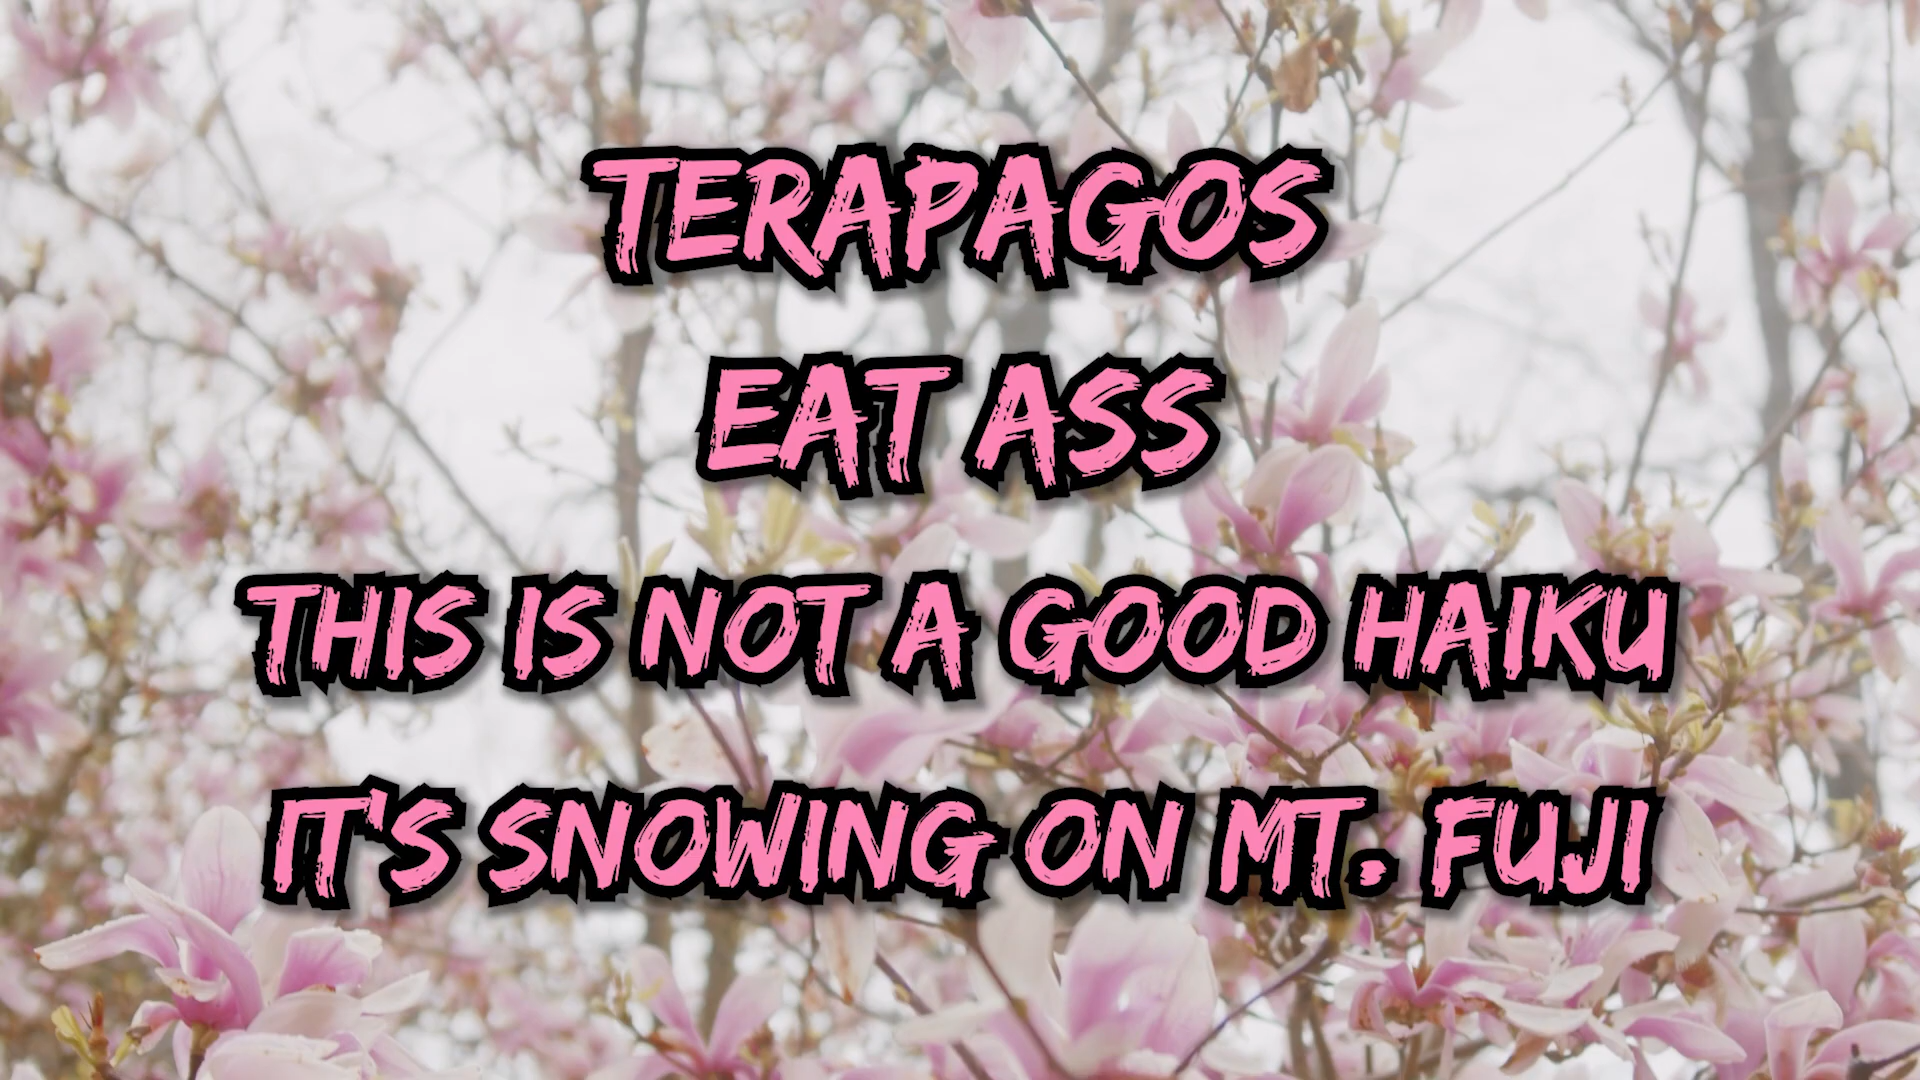 TERAPAGOS
EAT ASS
THIS IS NOT A GOOD HAIKU
IT'S SNOWING ON MT. FUJI